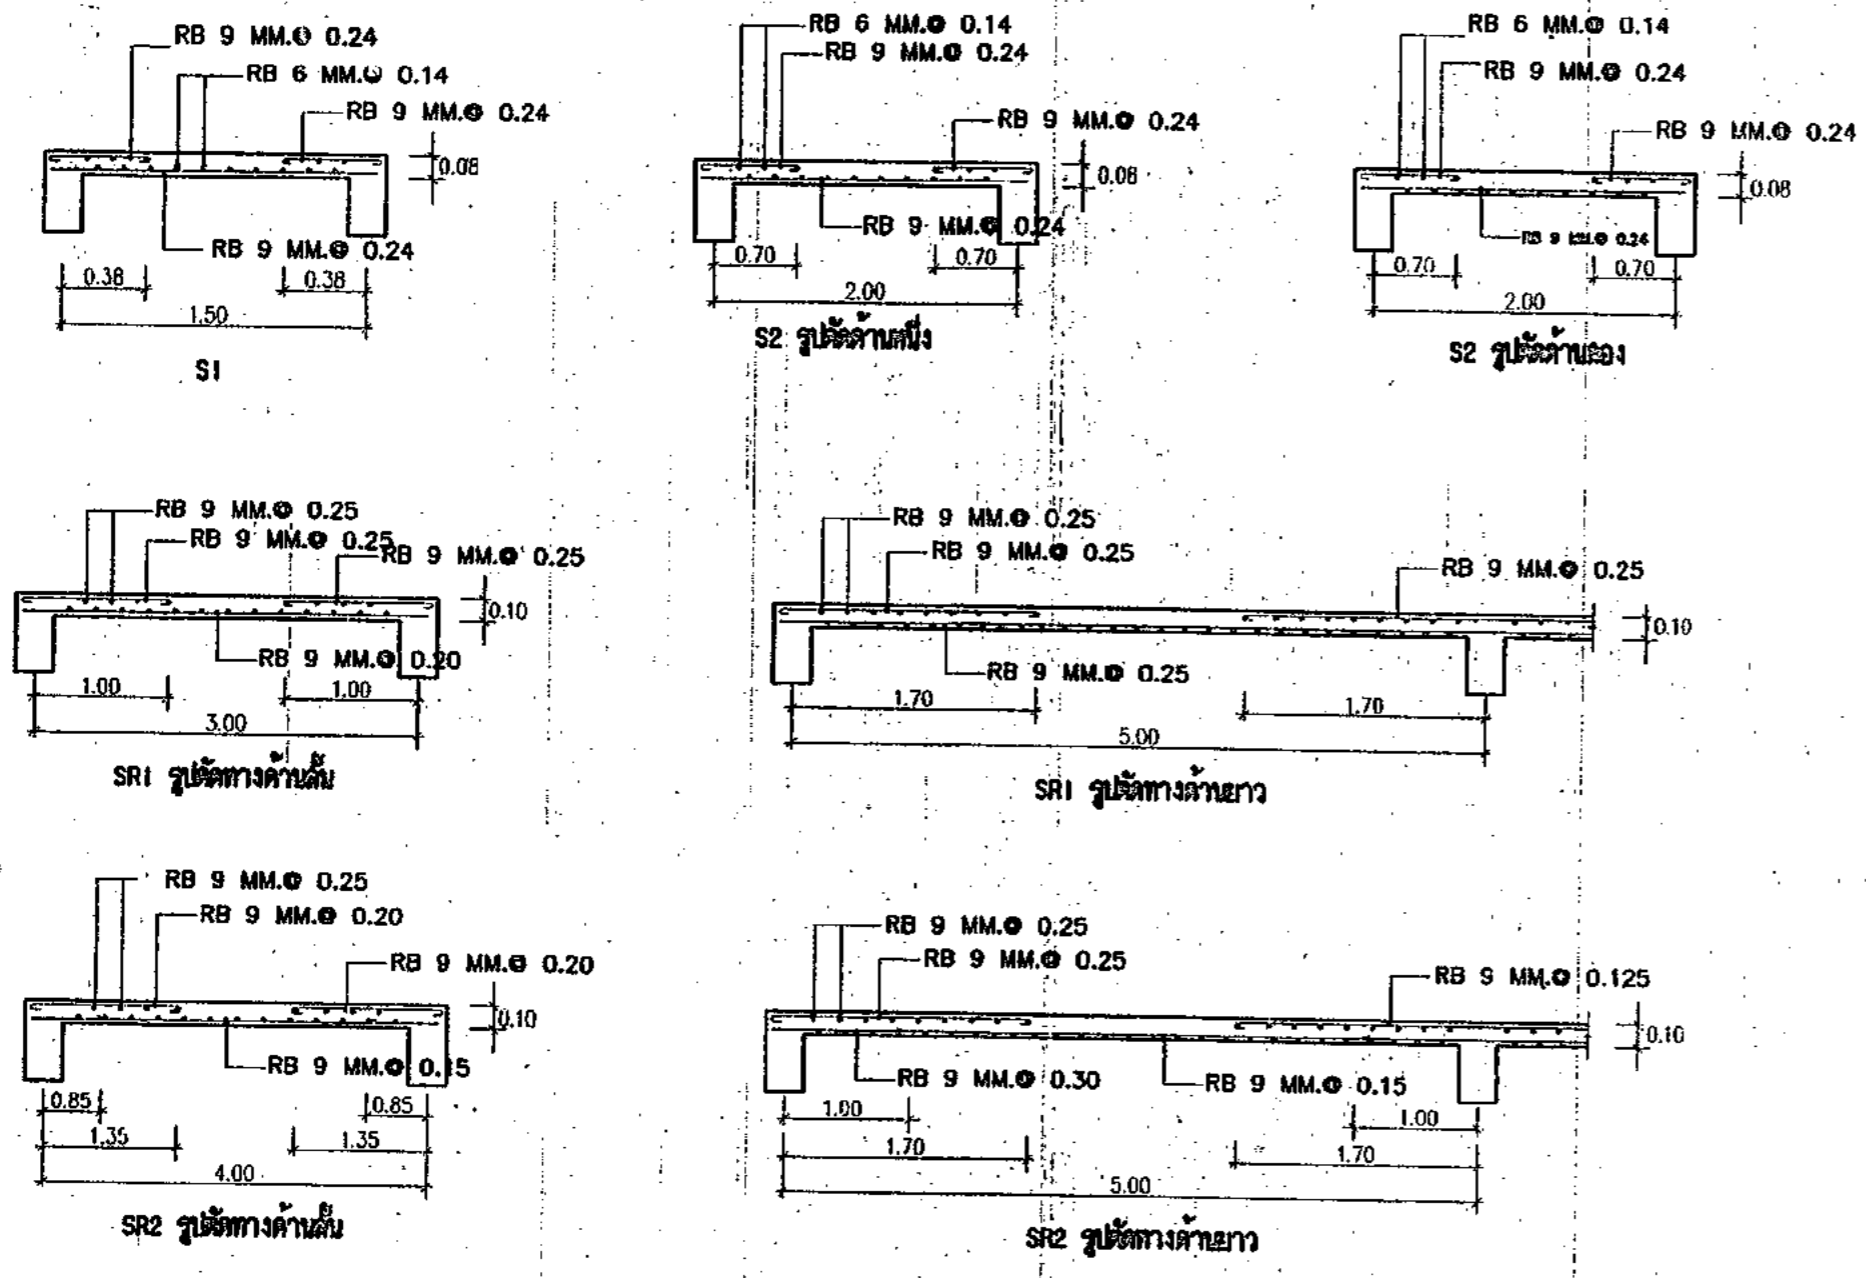 RB 9 MM.@ 0.24
RB 6 MM.@ 0.14
RB 9 MM.@ 0.24
0.08
RB 9 MM.@ 0.24
0.38
0.38
1.50
S1
RB 6 MM.@ 0.14
RB 9 MM.@ 0.24
RB 9 MM.@ 0.24
0.08
RB 9 MM.@ 0.24
0.70
0.70
2.00
S2 รูปตัดด้านหนึ่ง
RB 6 MM.@ 0.14
RB 9 MM.@ 0.24
RB 9 MM.@ 0.24
0.08
RB 9 MM.@ 0.24
0.70
0.70
2.00
S2 รูปตัดด้านสอง
RB 9 MM.@ 0.25
RB 9 MM.@ 0.25
RB 9 MM.@ 0.25
0.10
RB 9 MM.@ 0.20
1.00
1.00
3.00
SR1 รูปตัดทางด้านสั้น
RB 9 MM.@ 0.25
RB 9 MM.@ 0.25
RB 9 MM.@ 0.25
0.10
RB 9 MM.@ 0.25
1.70
1.70
5.00
SR1 รูปตัดทางด้านยาว
RB 9 MM.@ 0.25
RB 9 MM.@ 0.20
RB 9 MM.@ 0.20
0.10
RB 9 MM.@ 0.15
0.85
0.85
1.35
1.35
4.00
SR2 รูปตัดทางด้านสั้น
RB 9 MM.@ 0.25
RB 9 MM.@ 0.25
RB 9 MM.@ 0.125
0.10
RB 9 MM.@ 0.30
RB 9 MM.@ 0.15
1.00
1.00
1.70
1.70
5.00
SR2 รูปตัดทางด้านยาว